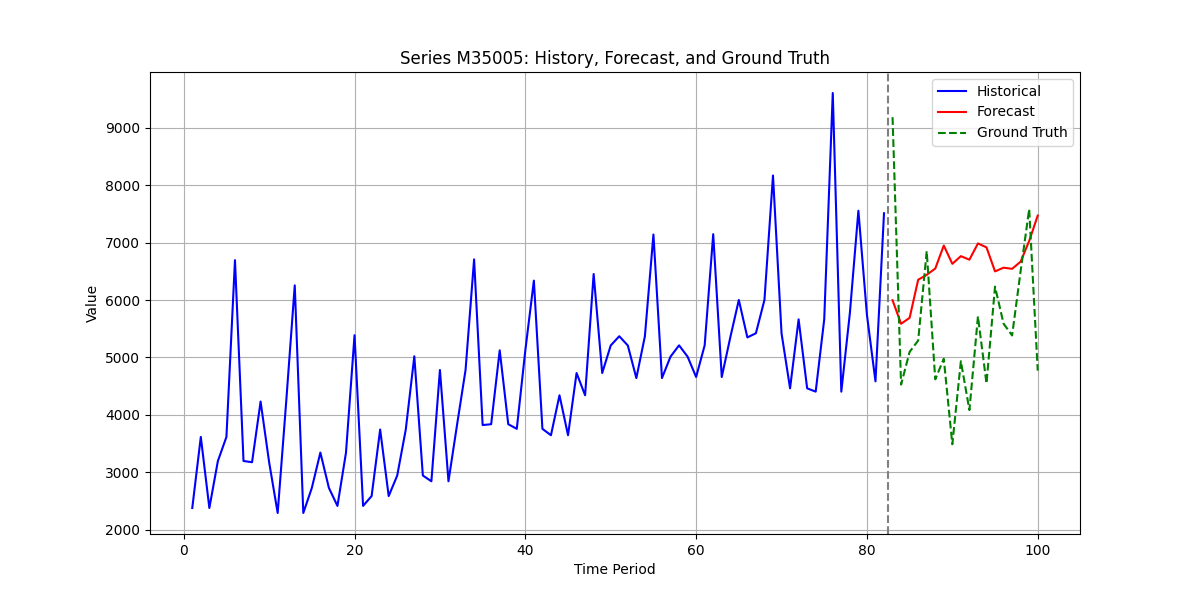 Series M35005: History, Forecast, and Ground Truth
Historical
Forecast
Ground Truth
Value
9000
8000
7000
6000
5000
4000
3000
2000
0 20 40 60 80 100
Time Period